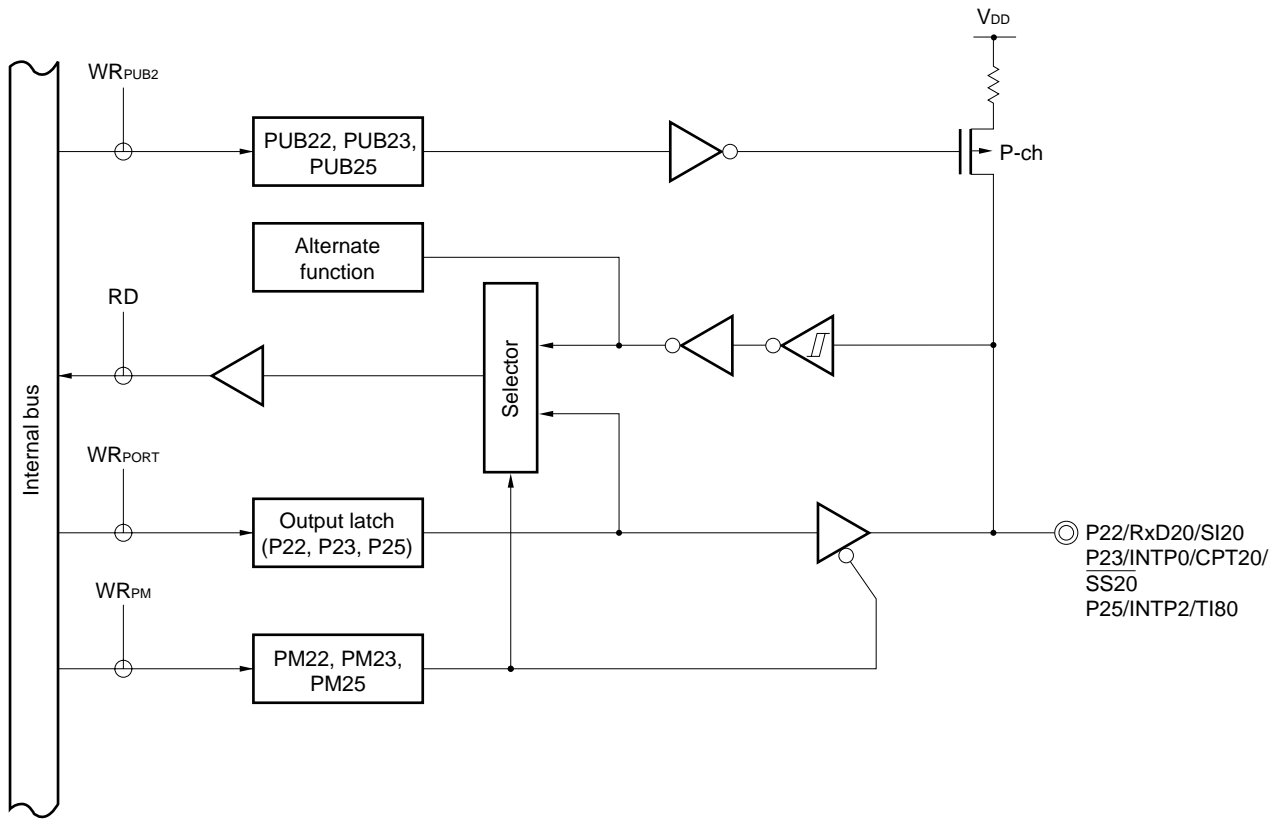 VDD
WRPUB2
PUB22, PUB23,
PUB25
P-ch
Alternate
function
RD
Selector
Internal bus
WRPORT
Output latch
(P22, P23, P25)
P22/RxD20/SI20
P23/INTP0/CPT20/
SS20
P25/INTP2/TI80
WRPM
PM22, PM23,
PM25